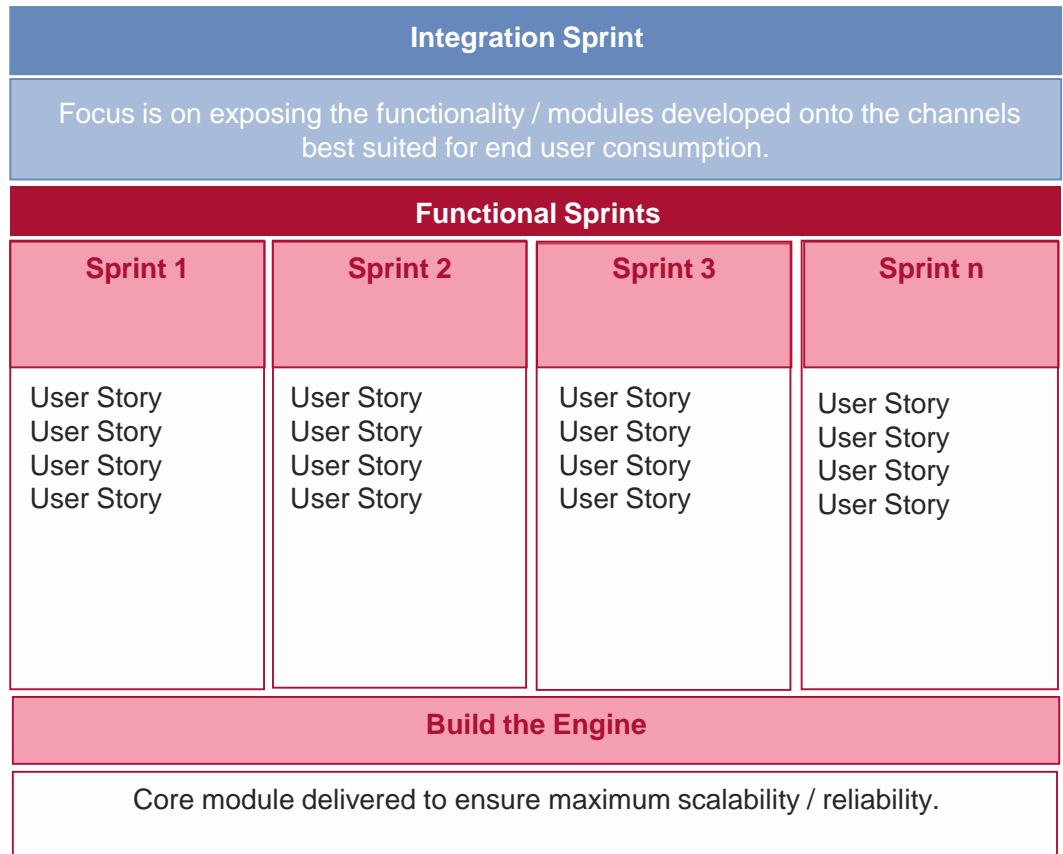 Integration Sprint
Focus is on exposing the functionality / modules developed onto the channels
best suited for end user consumption.
Functional Sprints
Sprint 1
User Story
User Story
User Story
User Story
Sprint 2
User Story
User Story
User Story
User Story
Sprint 3
User Story
User Story
User Story
User Story
Sprint n
User Story
User Story
User Story
User Story
Build the Engine
Core module delivered to ensure maximum scalability / reliability.